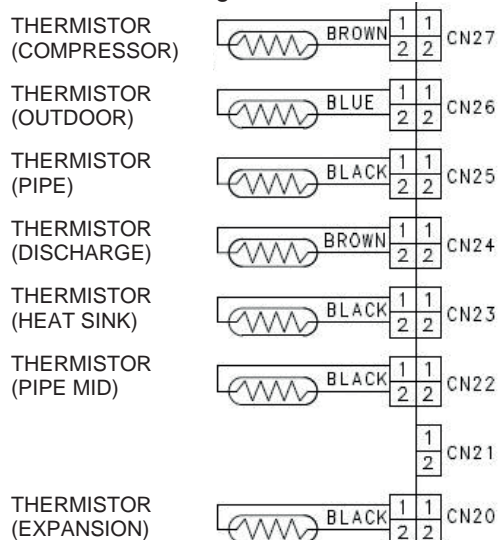 THERMISTOR
(COMPRESSOR)
BROWN 1 1 CN27
2 2
THERMISTOR
(OUTDOOR)
BLUE 1 1 CN26
2 2
THERMISTOR
(PIPE)
BLACK 1 1 CN25
2 2
THERMISTOR
(DISCHARGE)
BROWN 1 1 CN24
2 2
THERMISTOR
(HEAT SINK)
BLACK 1 1 CN23
2 2
THERMISTOR
(PIPE MID)
BLACK 1 1 CN22
2 2
1 CN21
2
THERMISTOR
(EXPANSION)
BLACK 1 1 CN20
2 2